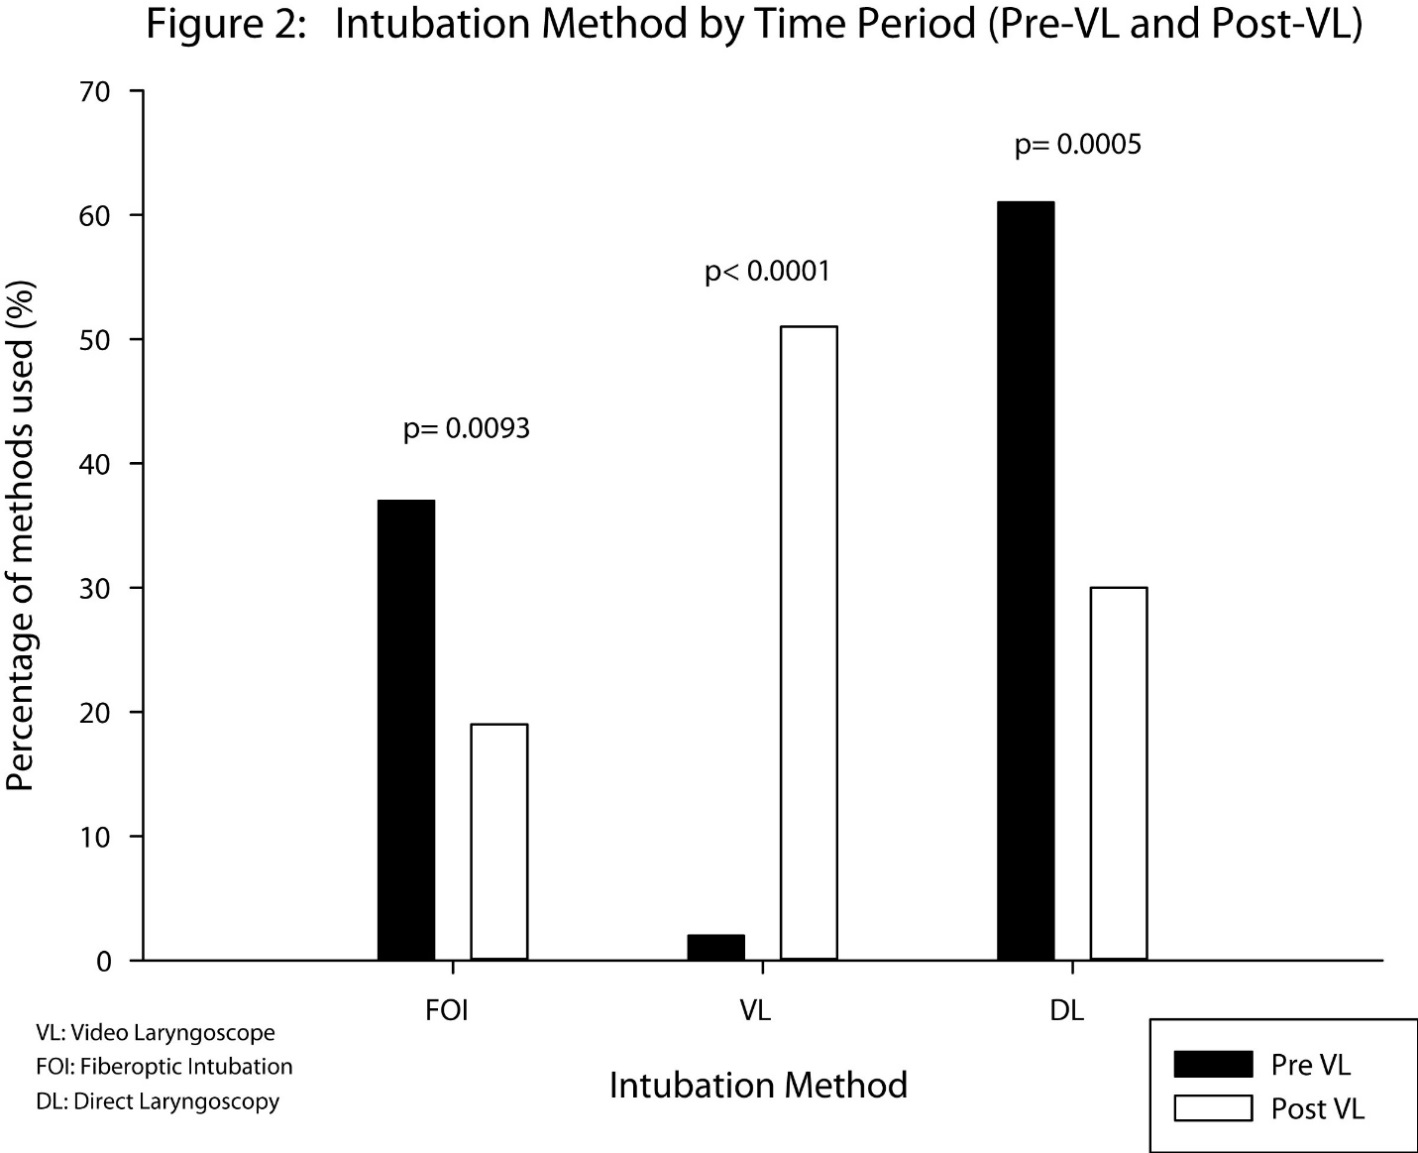 Figure 2: Intubation Method by Time Period (Pre-VL and Post-VL)
Percentage of methods used (%)
70
60
50
40
30
20
10
0
p= 0.0093
p< 0.0001
p= 0.0005
FOI
VL
DL
Intubation Method
VL: Video Laryngoscope
FOI: Fiberoptic Intubation
DL: Direct Laryngoscopy
Pre VL
Post VL